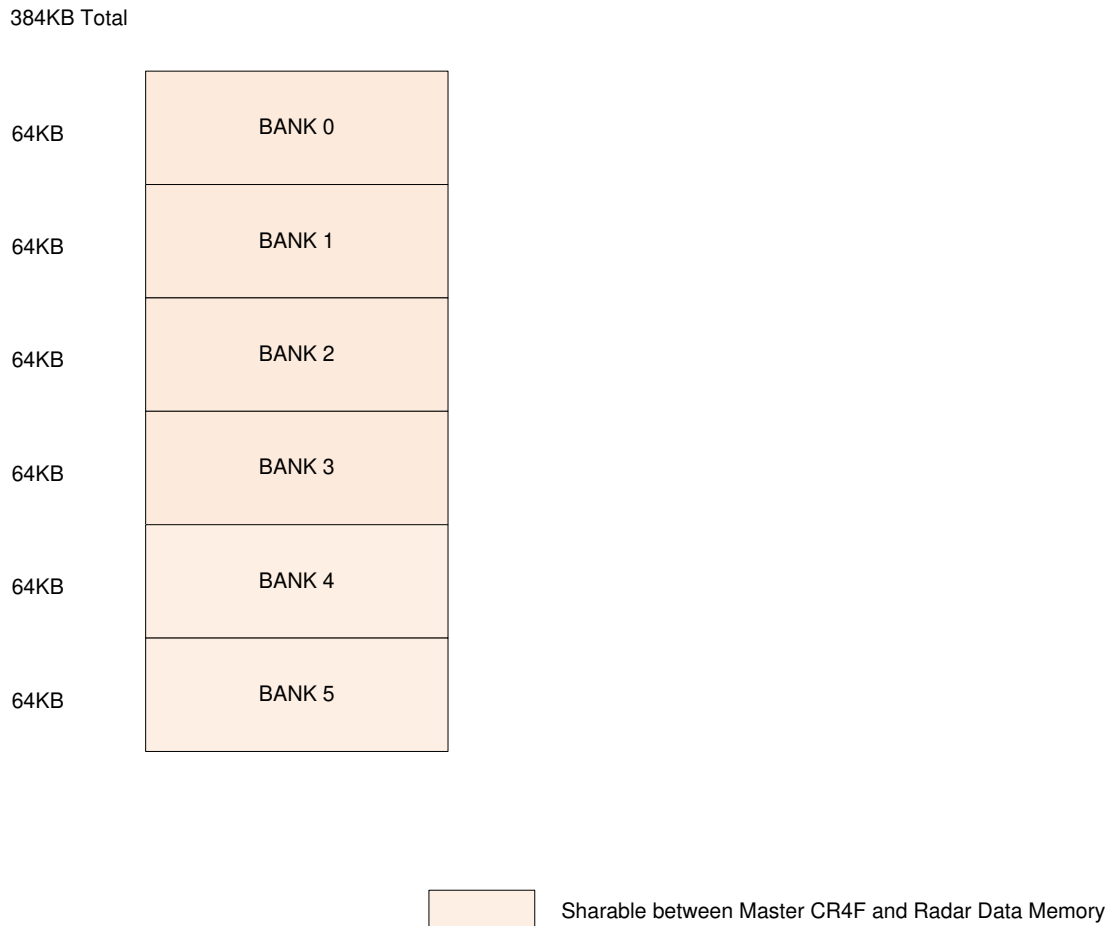 384KB Total
64KB BANK 0
64KB BANK 1
64KB BANK 2
64KB BANK 3
64KB BANK 4
64KB BANK 5
Sharable between Master CR4F and Radar Data Memory